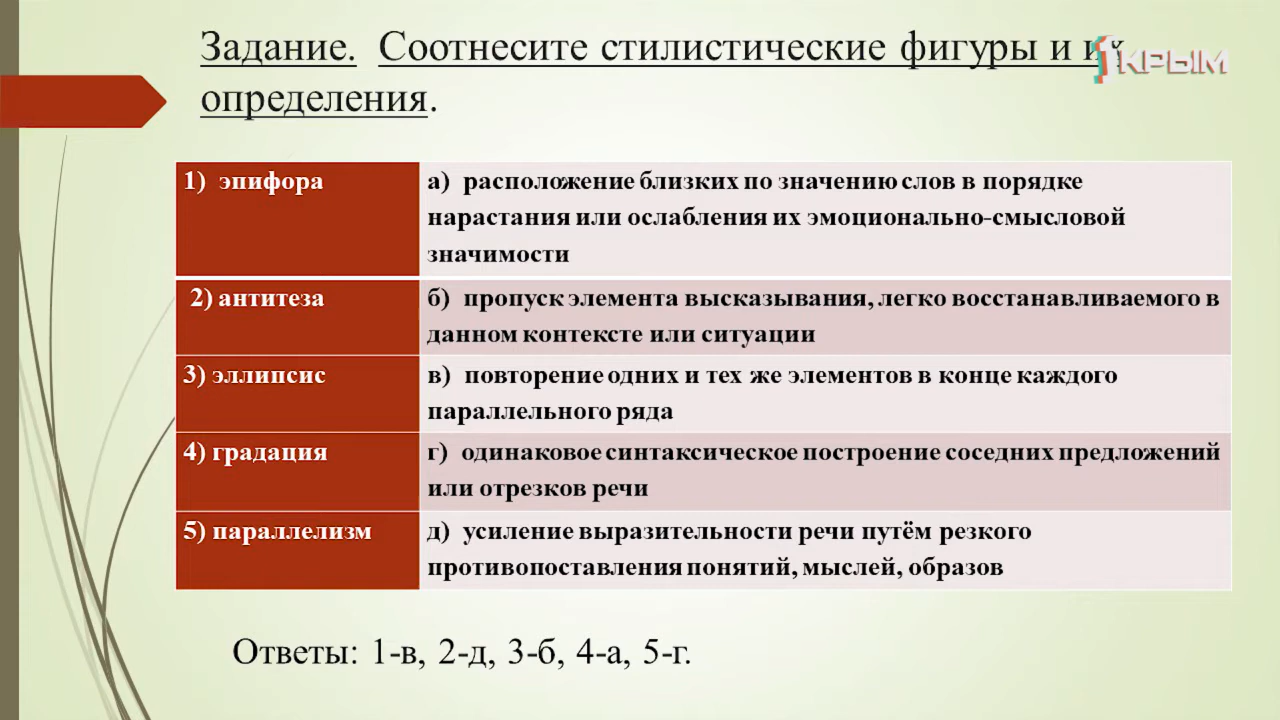 Задание. Соотнесите стилистические фигуры и их
1КРЫМ
определения.
1) эпифора
а) расположение близких по значению слов в порядке
нарастания или ослабления их эмоционально-смысловой
значимости
2) антитеза
б) пропуск элемента высказывания, легко восстанавливаемого в
данном контексте или ситуации
3) эллипсис
в) повторение одних и тех же элементов в конце каждого
параллельного ряда
4) градация
г) одинаковое синтаксическое построение соседних предложений
или отрезков речи
5) параллелизм
д) усиление выразительности речи путём резкого
противопоставления понятий, мыслей, образов
Ответы: 1-в, 2-д, 3-б, 4-а, 5-г.